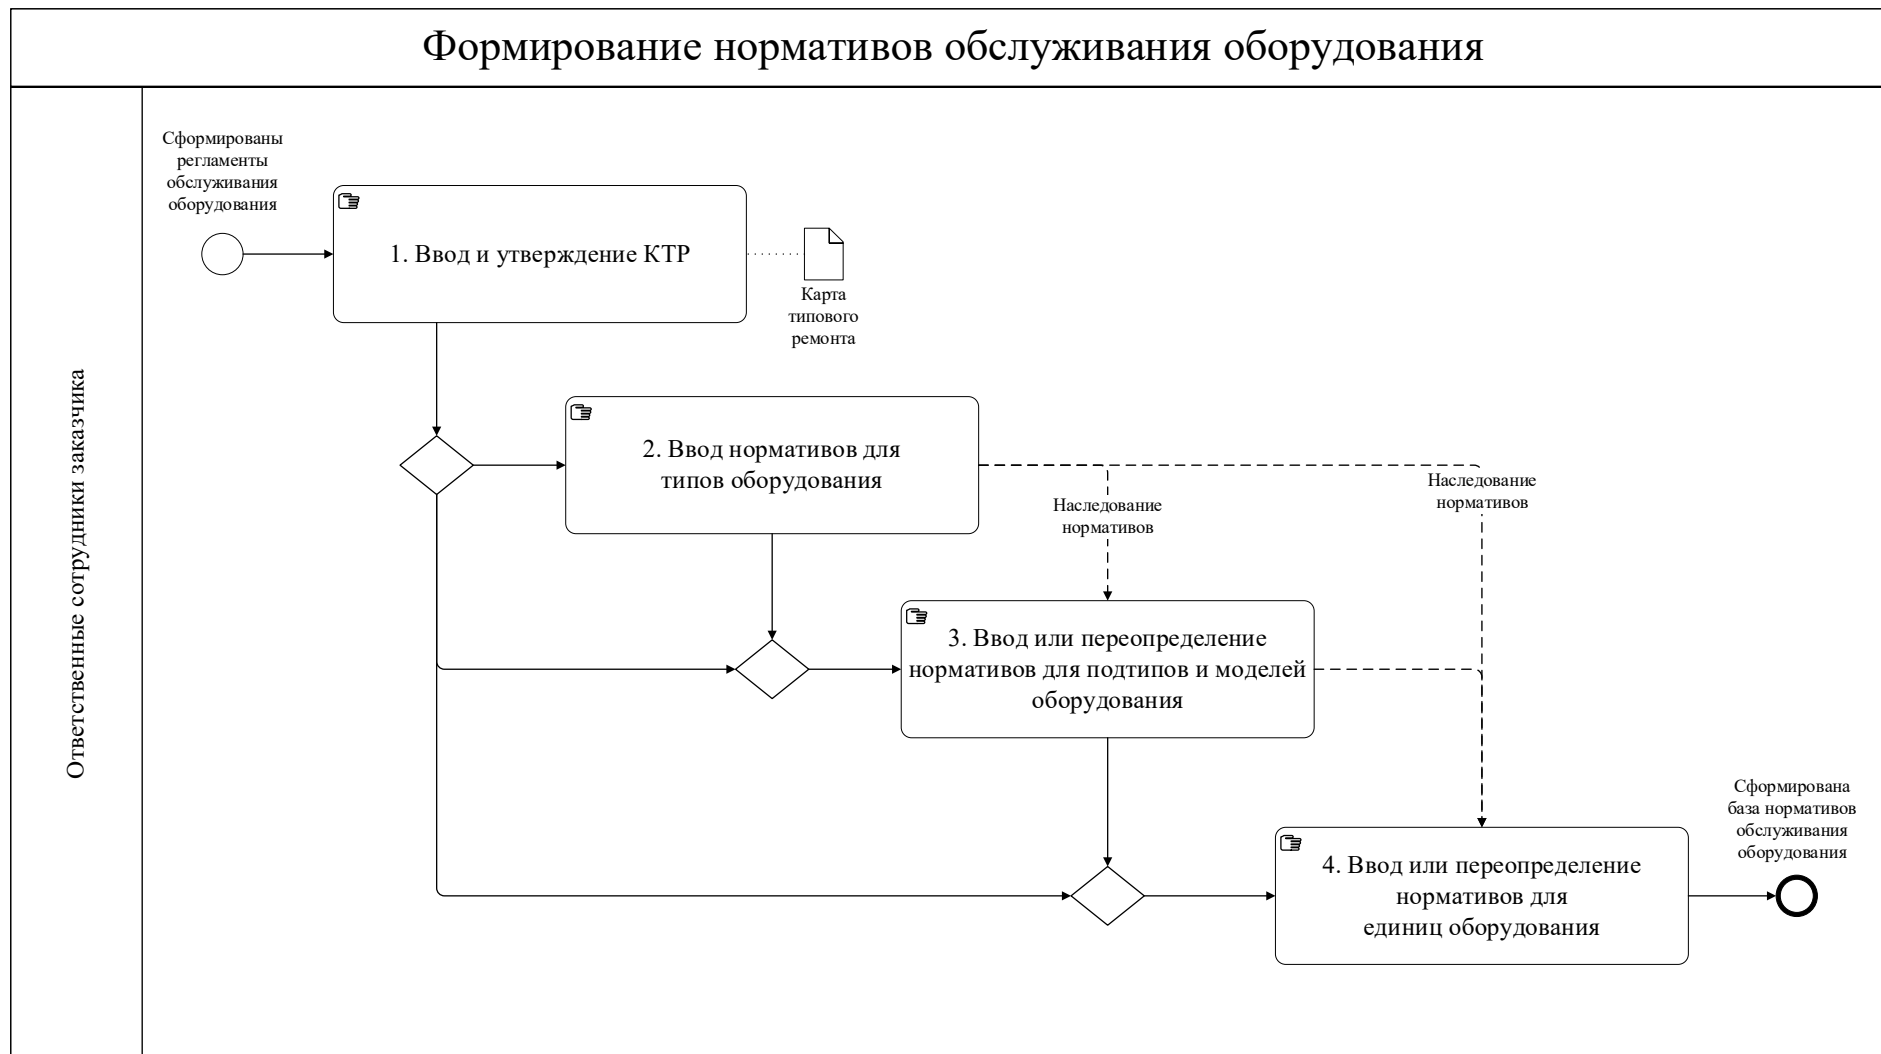 Формирование нормативов обслуживания оборудования
Ответственные сотрудники заказчика
Сформированы
регламенты
обслуживания
оборудования
1. Ввод и утверждение КТР
Карта
типового
ремонта
2. Ввод нормативов для
типов оборудования
Наследование
нормативов
Наследование
нормативов
3. Ввод или переопределение
нормативов для подтипов и моделей
оборудования
4. Ввод или переопределение
нормативов для
единиц оборудования
Сформирована
база нормативов
обслуживания
оборудования